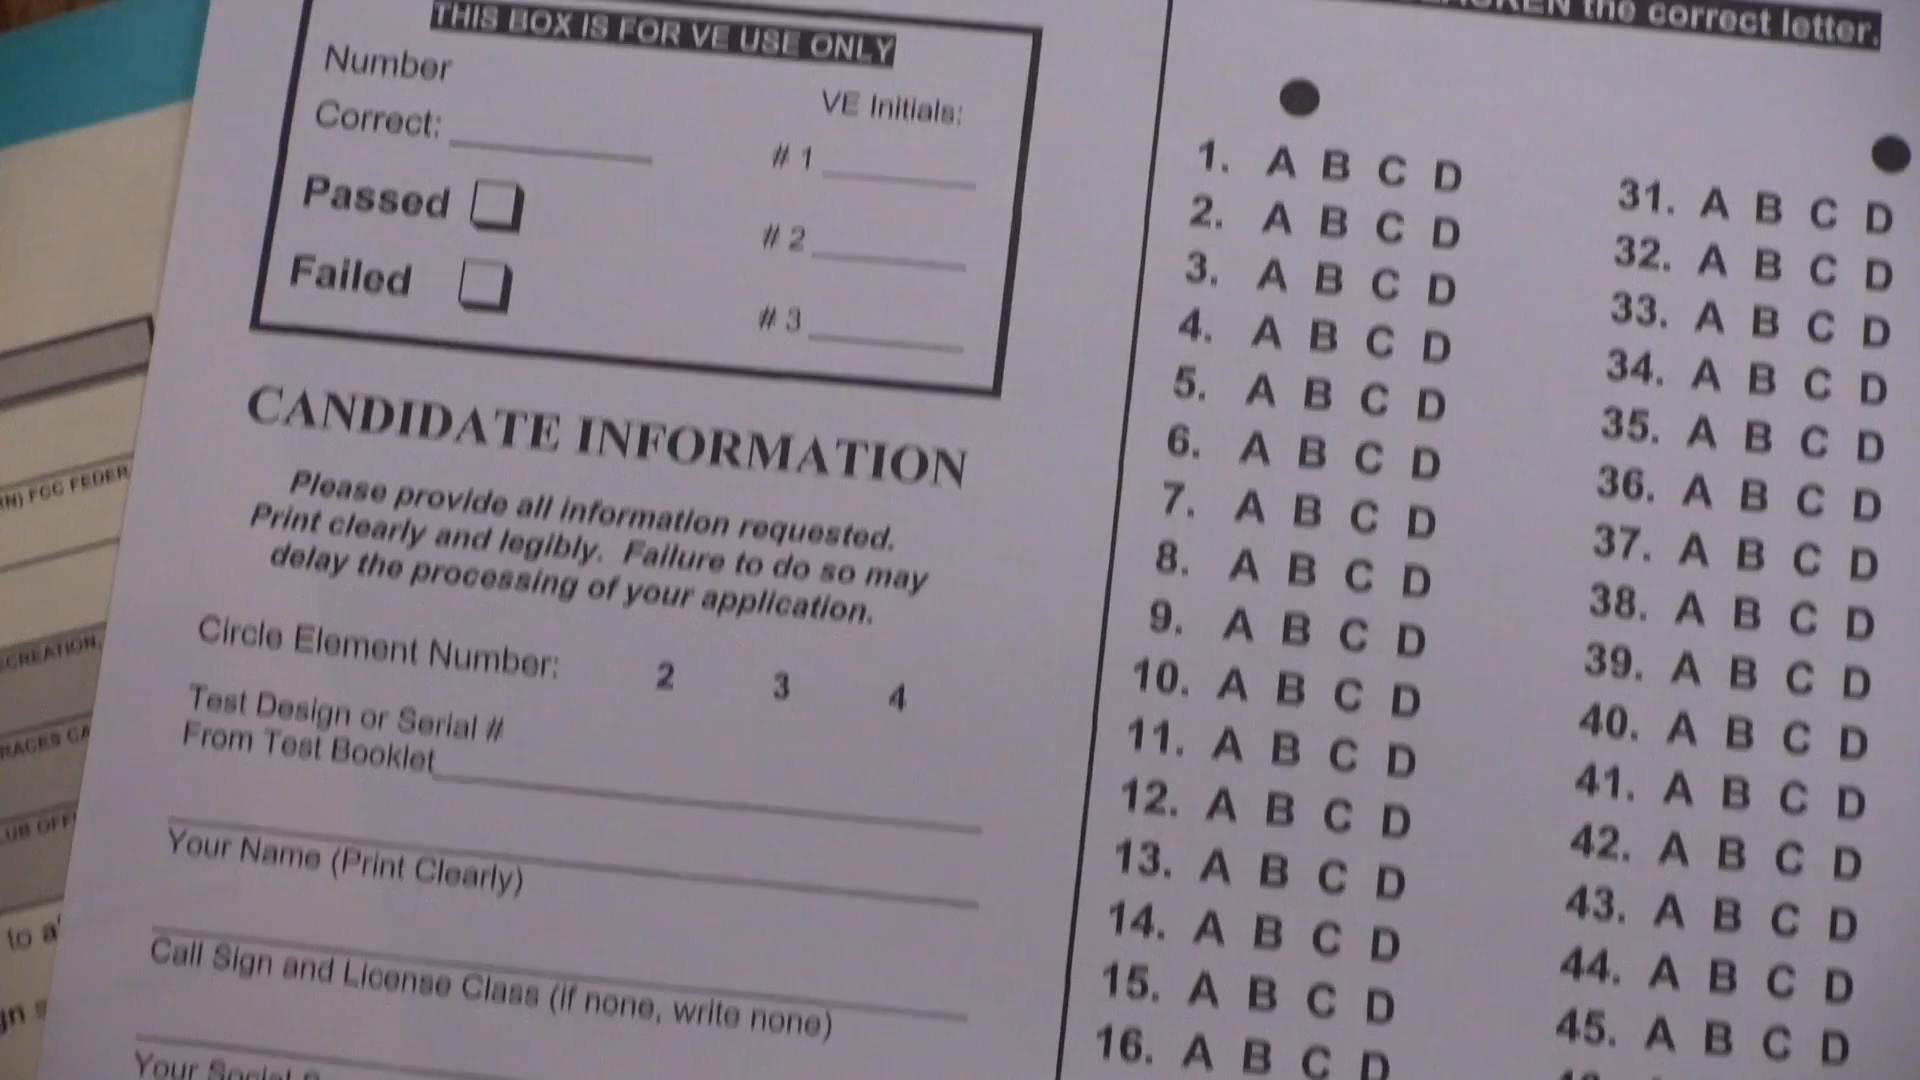 THIS BOX IS FOR VE USE ONLY
Number
Correct:
VE Initials:
# 1
Passed
# 2
Failed
# 3
CANDIDATE INFORMATION
Please provide all information requested.
Print clearly and legibly. Failure to do so may
delay the processing of your application.
Circle Element Number: 2 3 4
Test Design or Serial #
From Test Booklet
Your Name (Print Clearly)
Call Sign and License Class (if none, write none)
Your Social
the correct letter.
1. A B C D
2. A B C D
3. A B C D
4. A B C D
5. A B C D
6. A B C D
7. A B C D
8. A B C D
9. A B C D
10. A B C D
11. A B C D
12. A B C D
13. A B C D
14. A B C D
15. A B C D
16. A B C D
31. A B C D
32. A B C D
33. A B C D
34. A B C D
35. A B C D
36. A B C D
37. A B C D
38. A B C D
39. A B C D
40. A B C D
41. A B C D
42. A B C D
43. A B C D
44. A B C D
45. A B C D
RN) FCC FEDER
RACES CA
to a